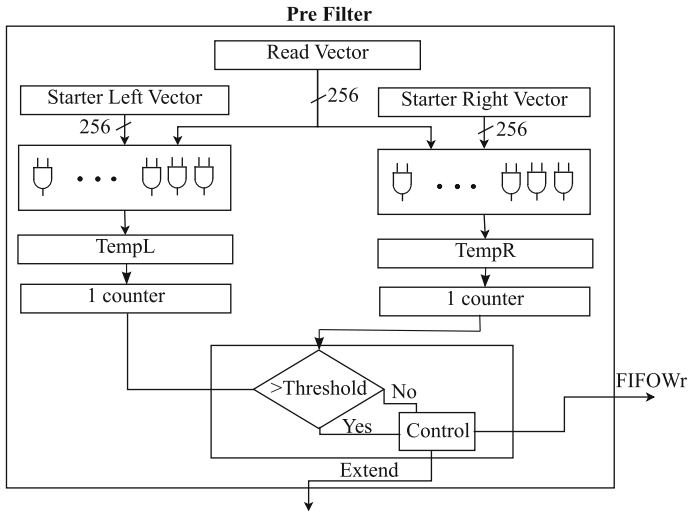 Pre Filter
Read Vector
Starter Left Vector
256
Starter Right Vector
256
256
• • •
• • •
TempL
TempR
1 counter
1 counter
>Threshold
No
FIFOWr
Yes
Control
Extend